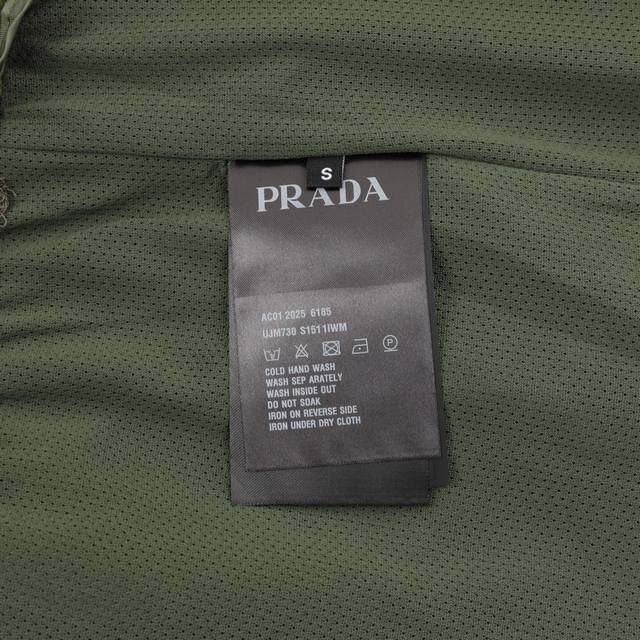 S
PRADA
AC01 2025 6185
UJM730 S1511IWM
P
COLD HAND WASH
WASH SEP ARATELY
WASH INSIDE OUT
DO NOT SOAK
IRON ON REVERSE SIDE
IRON UNDER DRY CLOTH